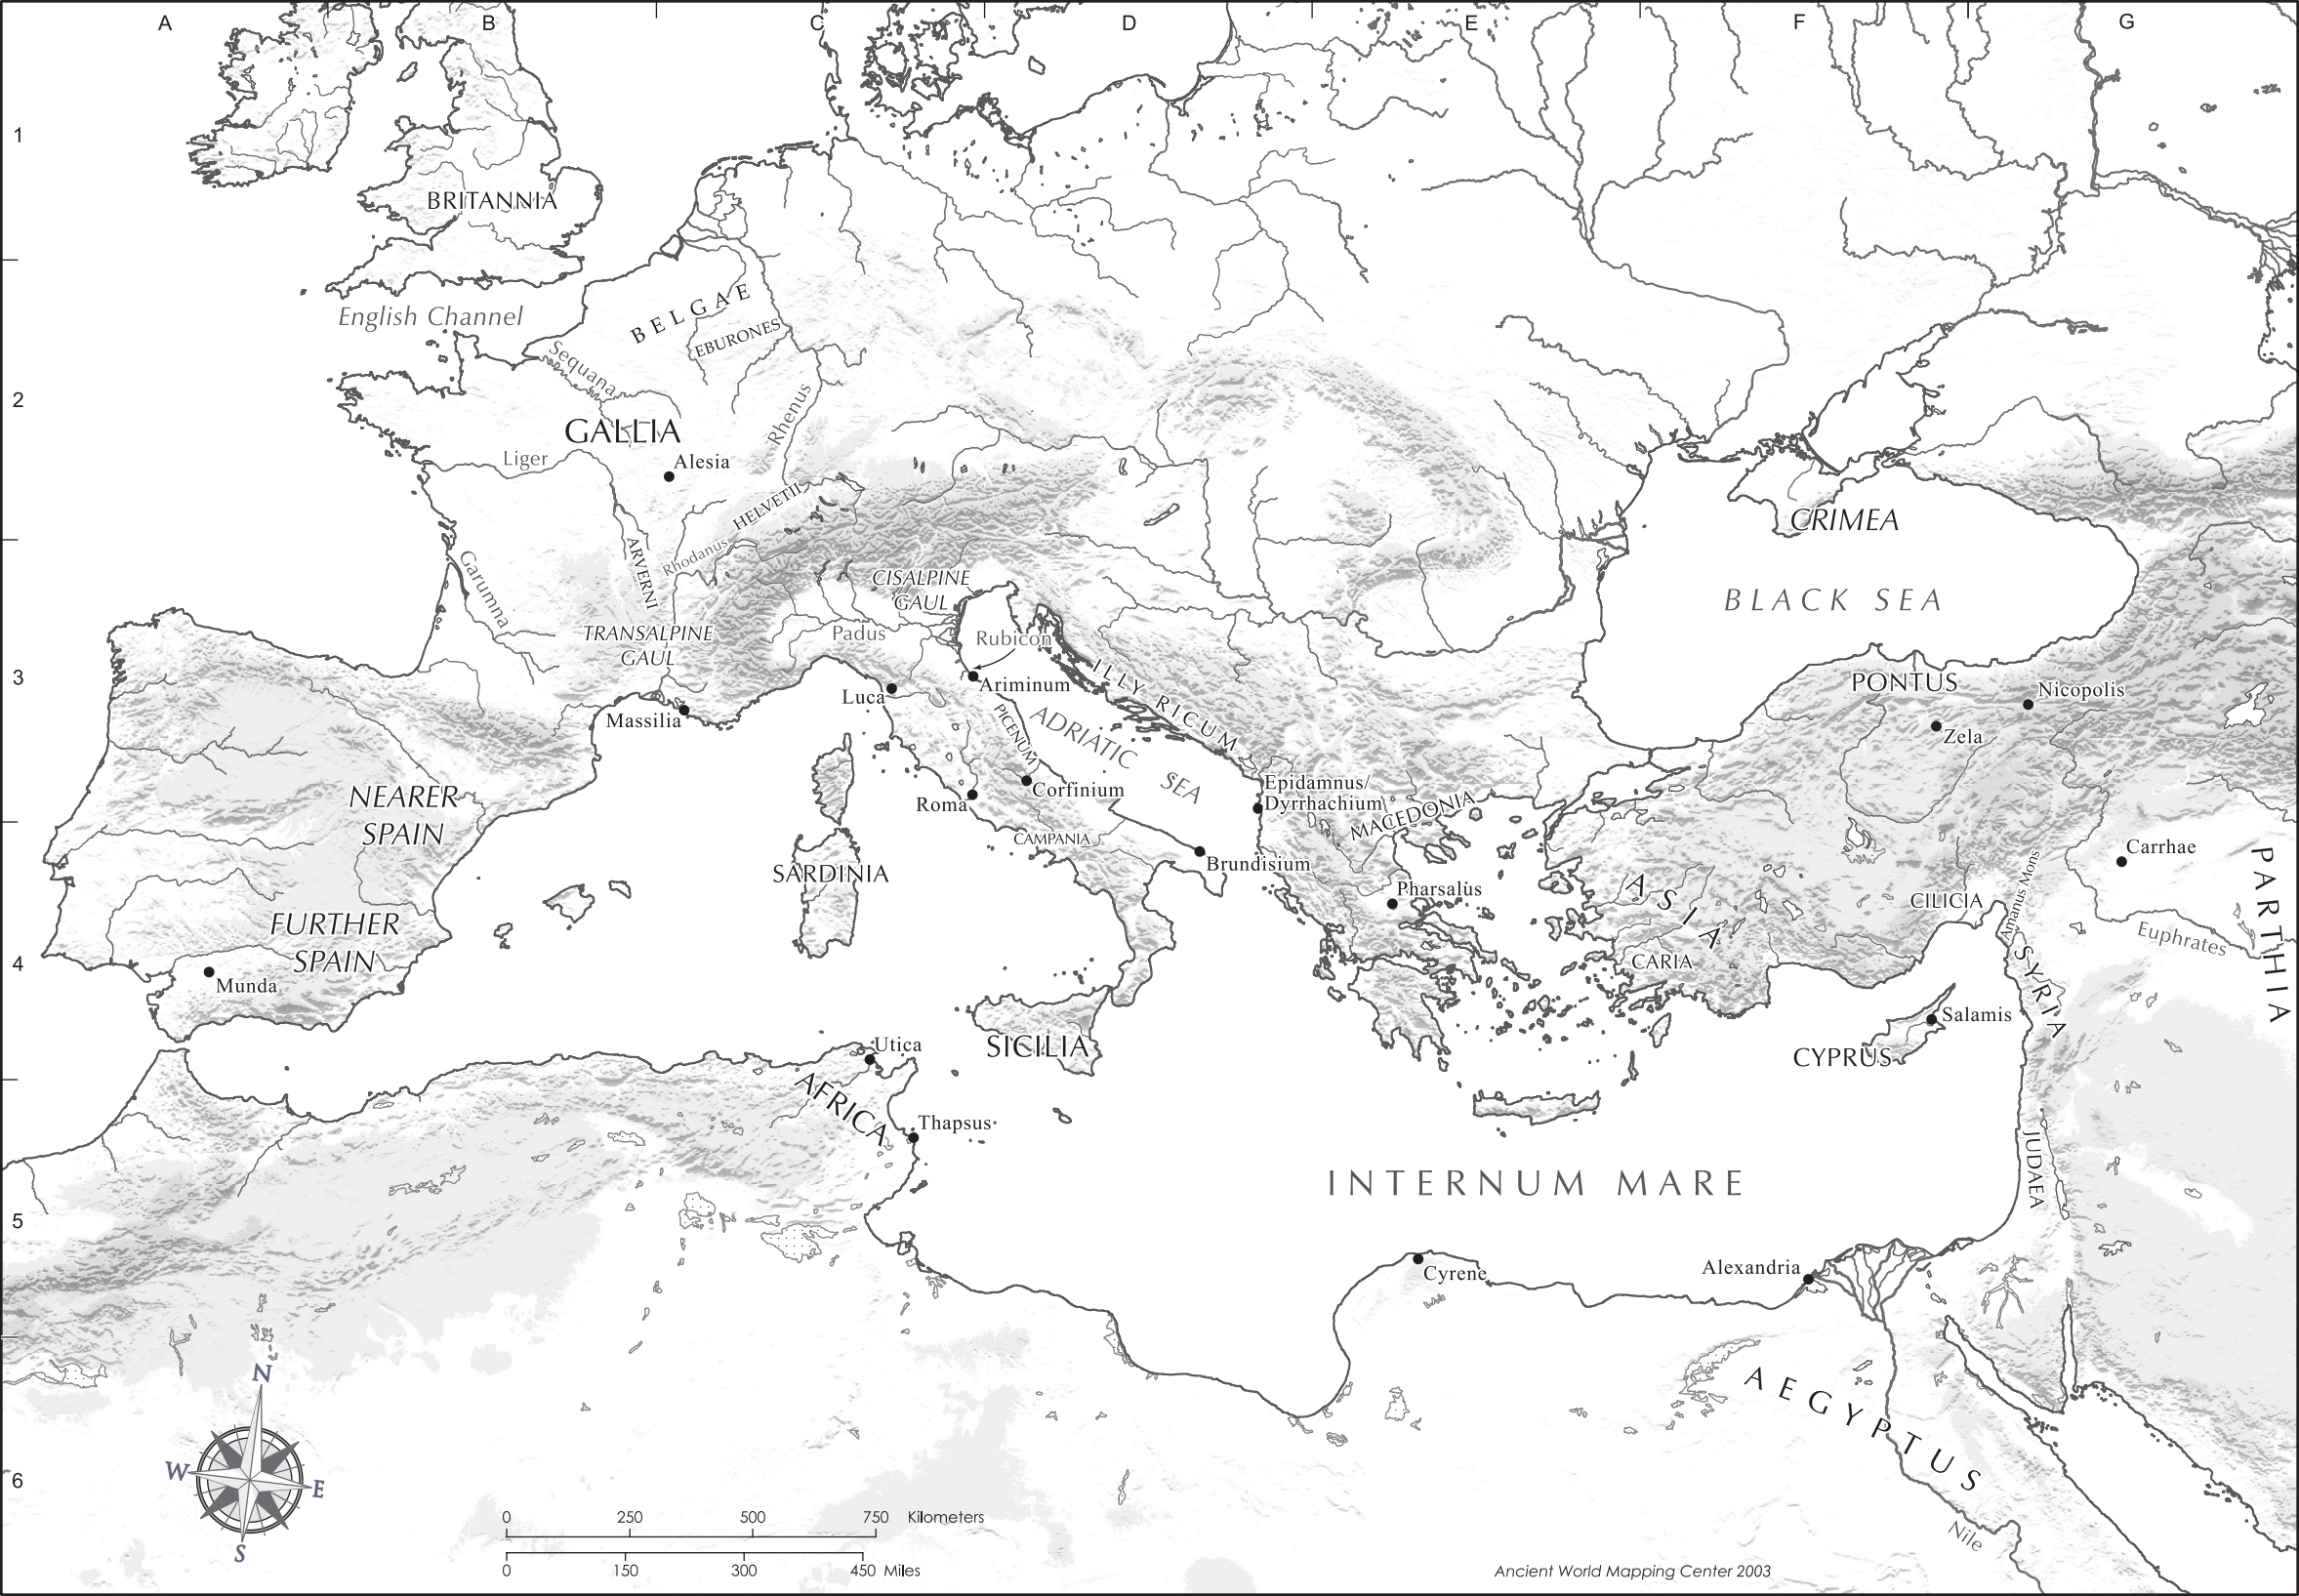 A B C D E F G
1
BRITANNIA
English Channel
BELGAE
EBURONES
Sequana
2
Rhenus
GALLIA
Liger
Alesia
HELVETII
CRIMEA
ARVERNI
Rhodanus
Garumna
CISALPINE
GAUL
BLACK SEA
TRANSALPINE
GAUL
Padus
Rubicon
3
ILLYRICUM
Luca
Ariminum
PONTUS
Nicopolis
Massilia
PICENUM
ADRIATIC SEA
Zela
NEARER
SPAIN
Roma
Corfinium
Epidamnus/
Dyrrhachium
MACEDONIA
CAMPANIA
Brundisium
Carrhae
PARTHIA
SARDINIA
Pharsalus
ASIA
CILICIA
Amanus Mons
FURTHER
SPAIN
Euphrates
4
Munda
CARIA
SYRIA
Salamis
SICILIA
CYPRUS
Utica
AFRICA
Thapsus
JUDAEA
INTERNUM MARE
5
Cyrene
Alexandria
AEGYPTUS
N
W E
S
6
0 250 500 750 Kilometers
0 150 300 450 Miles
Nile
Ancient World Mapping Center 2003